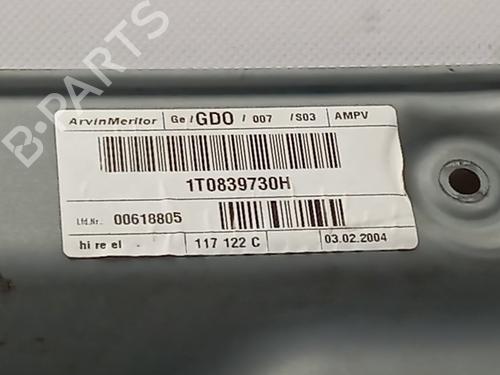 B-PARTS
ArvinMeritor Ge / GDO / 007 /S03 AMPV
1T0839730H
Lfd.Nr.: 00618805
hi re el 117 122 C 03.02.2004